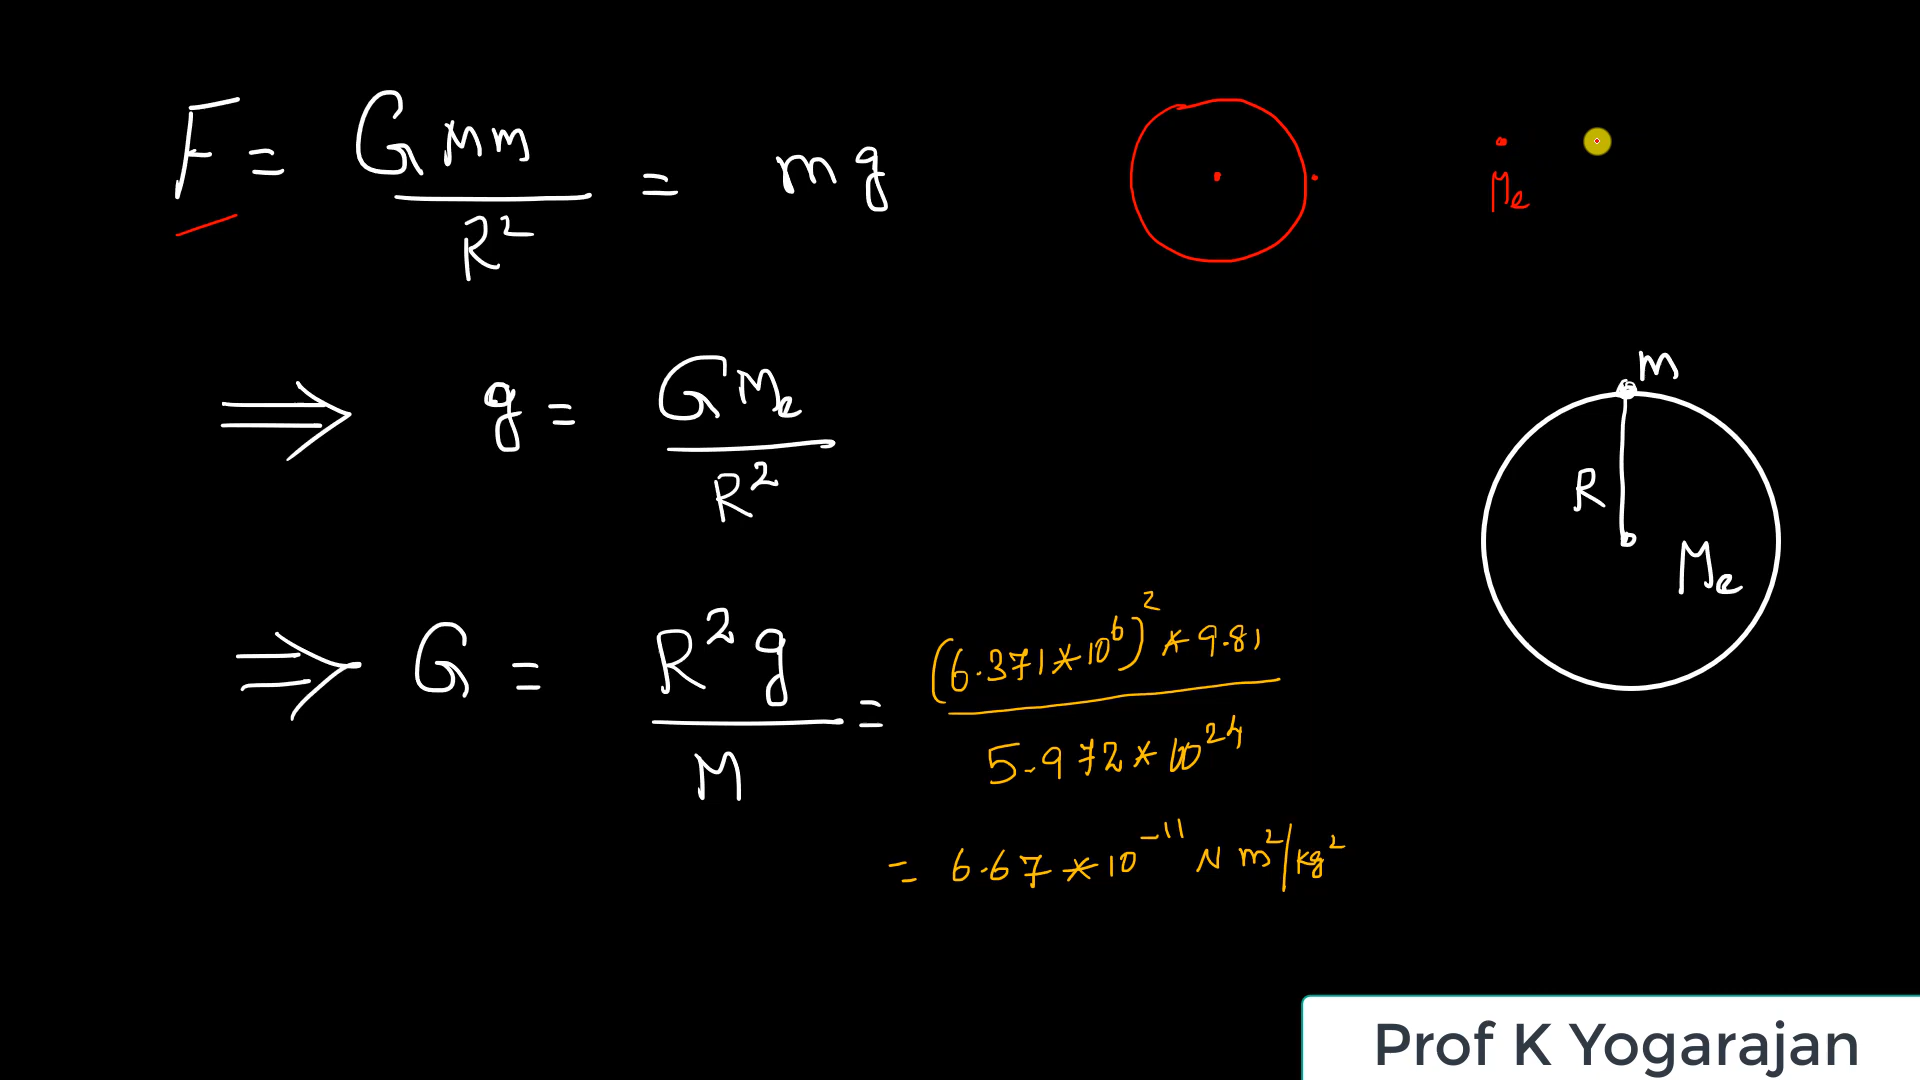 F = GMm / R² = mg
Mₑ
⇒ g = GMₑ / R²
m
R
Mₑ
⇒ G = R²g / M = (6.371*10⁶)² * 9.81 / 5.972*10²⁴
= 6.67*10⁻¹¹ N m²/kg²
Prof K Yogarajan